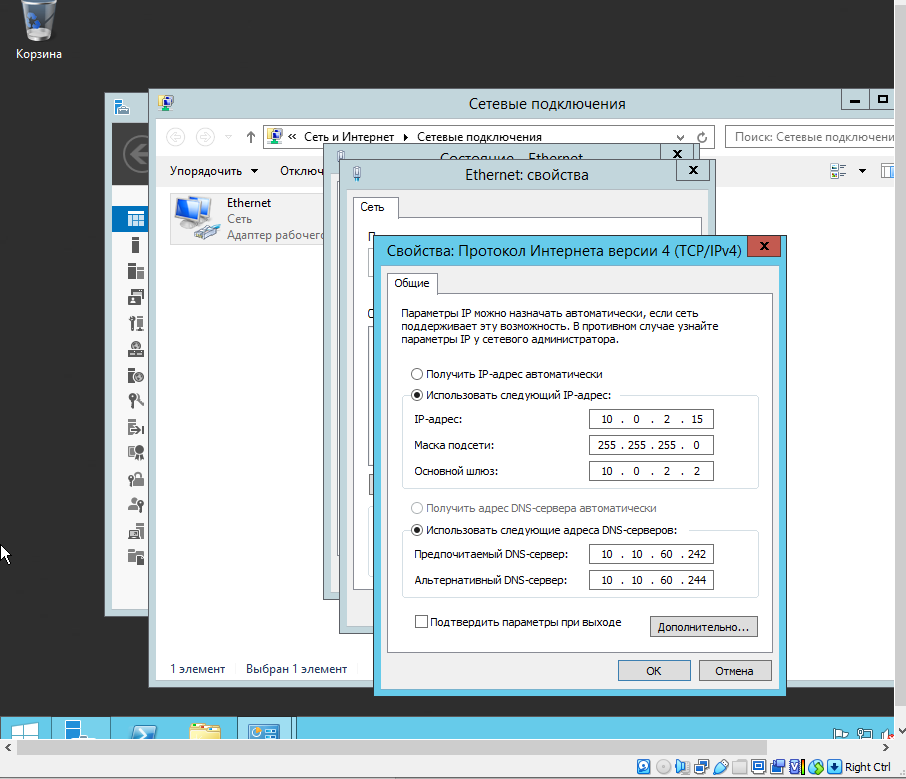 Корзина
Сетевые подключения
« Сеть и Интернет
Сетевые подключения
Поиск: Сетевые подключени
Упорядочить
Отключ
Состояние - Ethernet
Ethernet: свойства
Ethernet
Сеть
Адаптер рабочего
Сеть
Свойства: Протокол Интернета версии 4 (TCP/IPv4)
Общие
Параметры IP можно назначать автоматически, если сеть
поддерживает эту возможность. В противном случае узнайте
параметры IP у сетевого администратора.
Получить IP-адрес автоматически
Использовать следующий IP-адрес:
IP-адрес: 10 . 0 . 2 . 15
Маска подсети: 255 . 255 . 255 . 0
Основной шлюз: 10 . 0 . 2 . 2
Получить адрес DNS-сервера автоматически
Использовать следующие адреса DNS-серверов:
Предпочитаемый DNS-сервер: 10 . 10 . 60 . 242
Альтернативный DNS-сервер: 10 . 10 . 60 . 244
Подтвердить параметры при выходе
Дополнительно...
OK
Отмена
1 элемент
Выбран 1 элемент
Right Ctrl